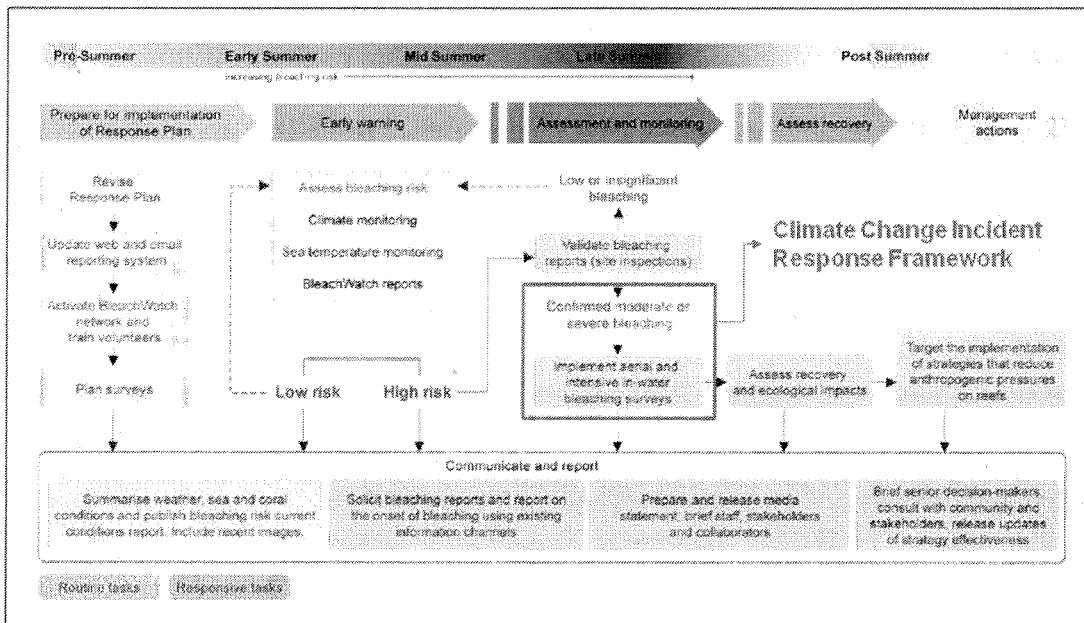 Pre-Summer
Early Summer
Mid Summer
Late Summer
Post Summer
Increasing bleaching risk
Prepare for implementation
of Response Plan
Early warning
Assessment and monitoring
Assess recovery
Management
actions
Revise
Response Plan
Update web and email
reporting system
Activate BleachWatch
network and
train volunteers
Plan surveys
Assess bleaching risk
Climate monitoring
Sea temperature monitoring
BleachWatch reports
Low risk
High risk
Low or insignificant
bleaching
Validate bleaching
reports (site inspections)
Confirmed moderate or
severe bleaching
Implement aerial and
intensive in-water
bleaching surveys
Climate Change Incident
Response Framework
Assess recovery
and ecological impacts
Target the implementation
of strategies that reduce
anthropogenic pressures
on reefs
Communicate and report
Summarise weather, sea and coral
conditions and publish bleaching risk current
conditions report. Include recent images.
Solicit bleaching reports and report on
the onset of bleaching using existing
information channels
Prepare and release media
statement, brief staff, stakeholders
and collaborators
Brief senior decision-makers
consult with community and
stakeholders, release updates
of strategy effectiveness
Routine tasks
Responsive tasks